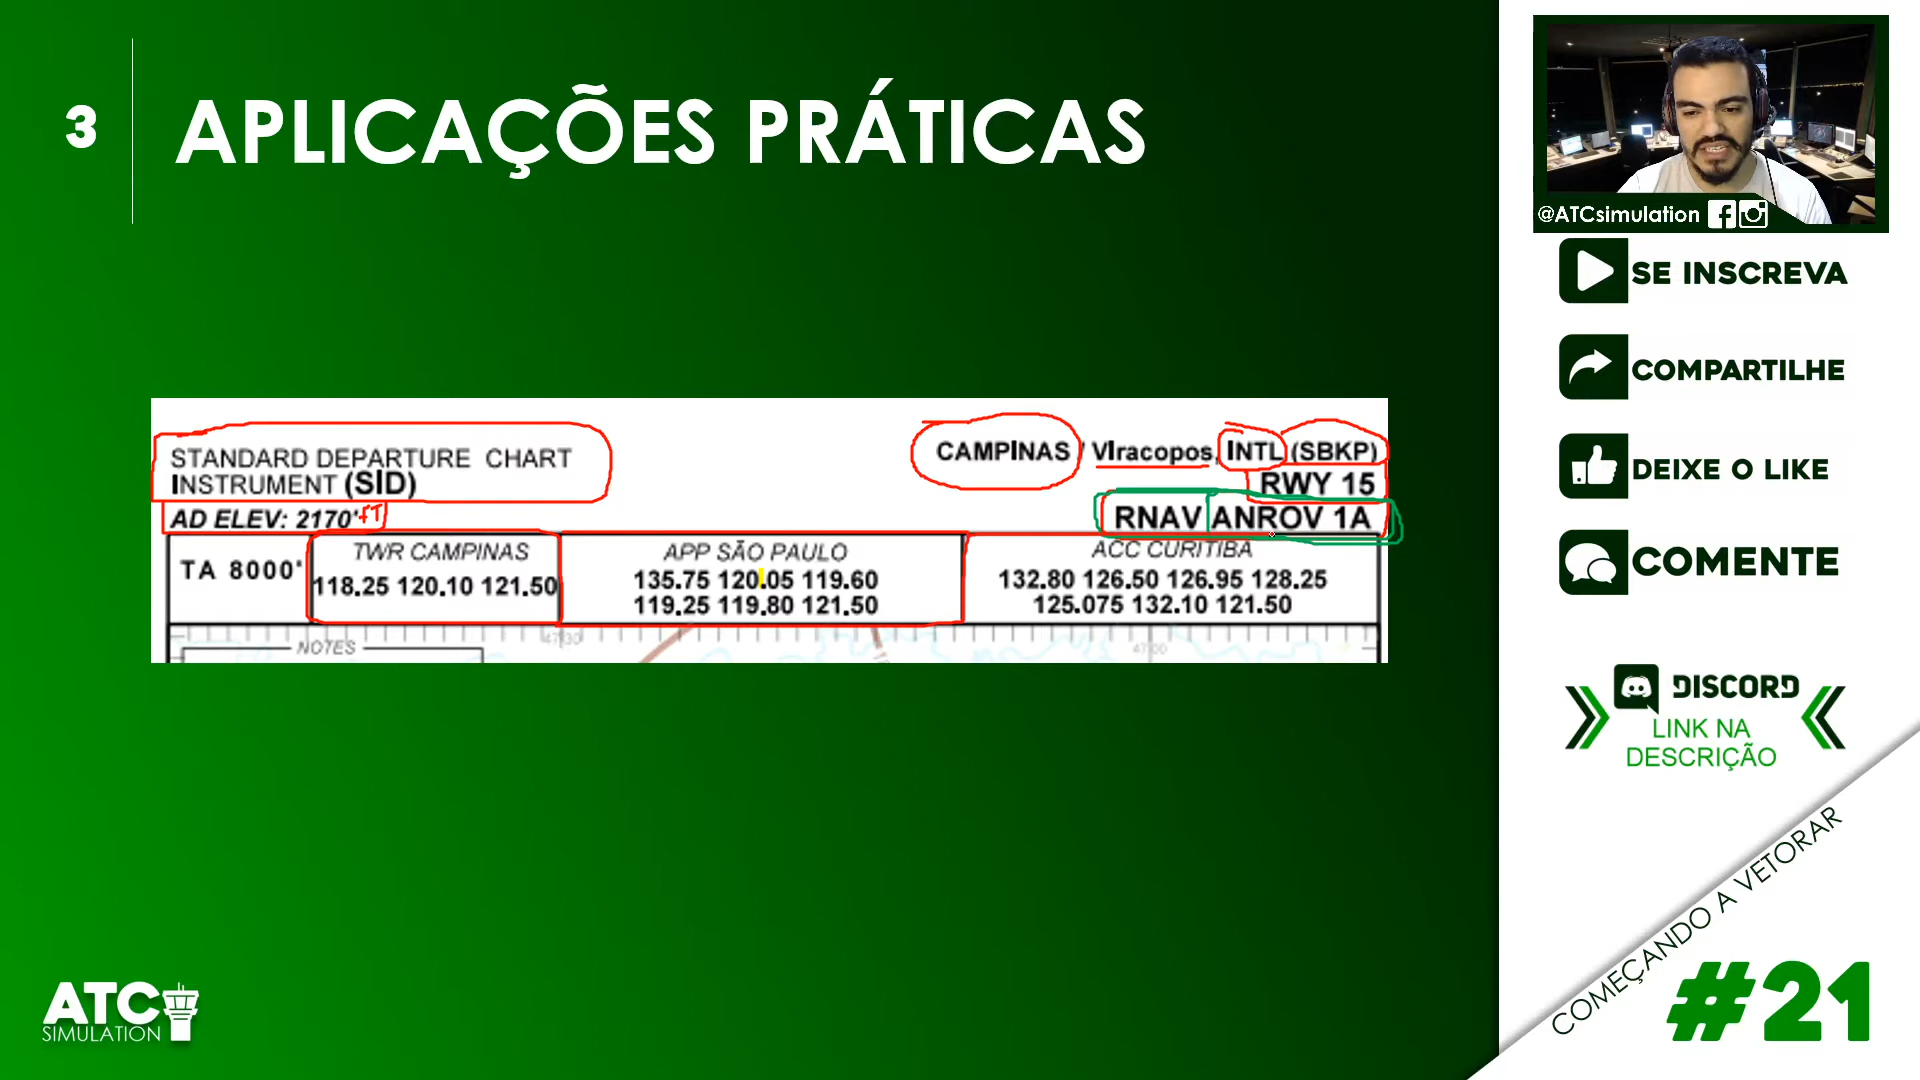 3
APLICAÇÕES PRÁTICAS
STANDARD DEPARTURE CHART
INSTRUMENT (SID)
AD ELEV: 2170' FT
CAMPINAS / VIracopos, INTL (SBKP)
RWY 15
RNAV ANROV 1A
TA 8000'
TWR CAMPINAS
118.25 120.10 121.50
APP SÃO PAULO
135.75 120.05 119.60
119.25 119.80 121.50
ACC CURITIBA
132.80 126.50 126.95 128.25
125.075 132.10 121.50
NOTES
47 30
47 00
@ATCsimulation
SE INSCREVA
COMPARTILHE
DEIXE O LIKE
COMENTE
DISCORD
LINK NA
DESCRIÇÃO
COMEÇANDO A VETORAR
#21
ATC
SIMULATION